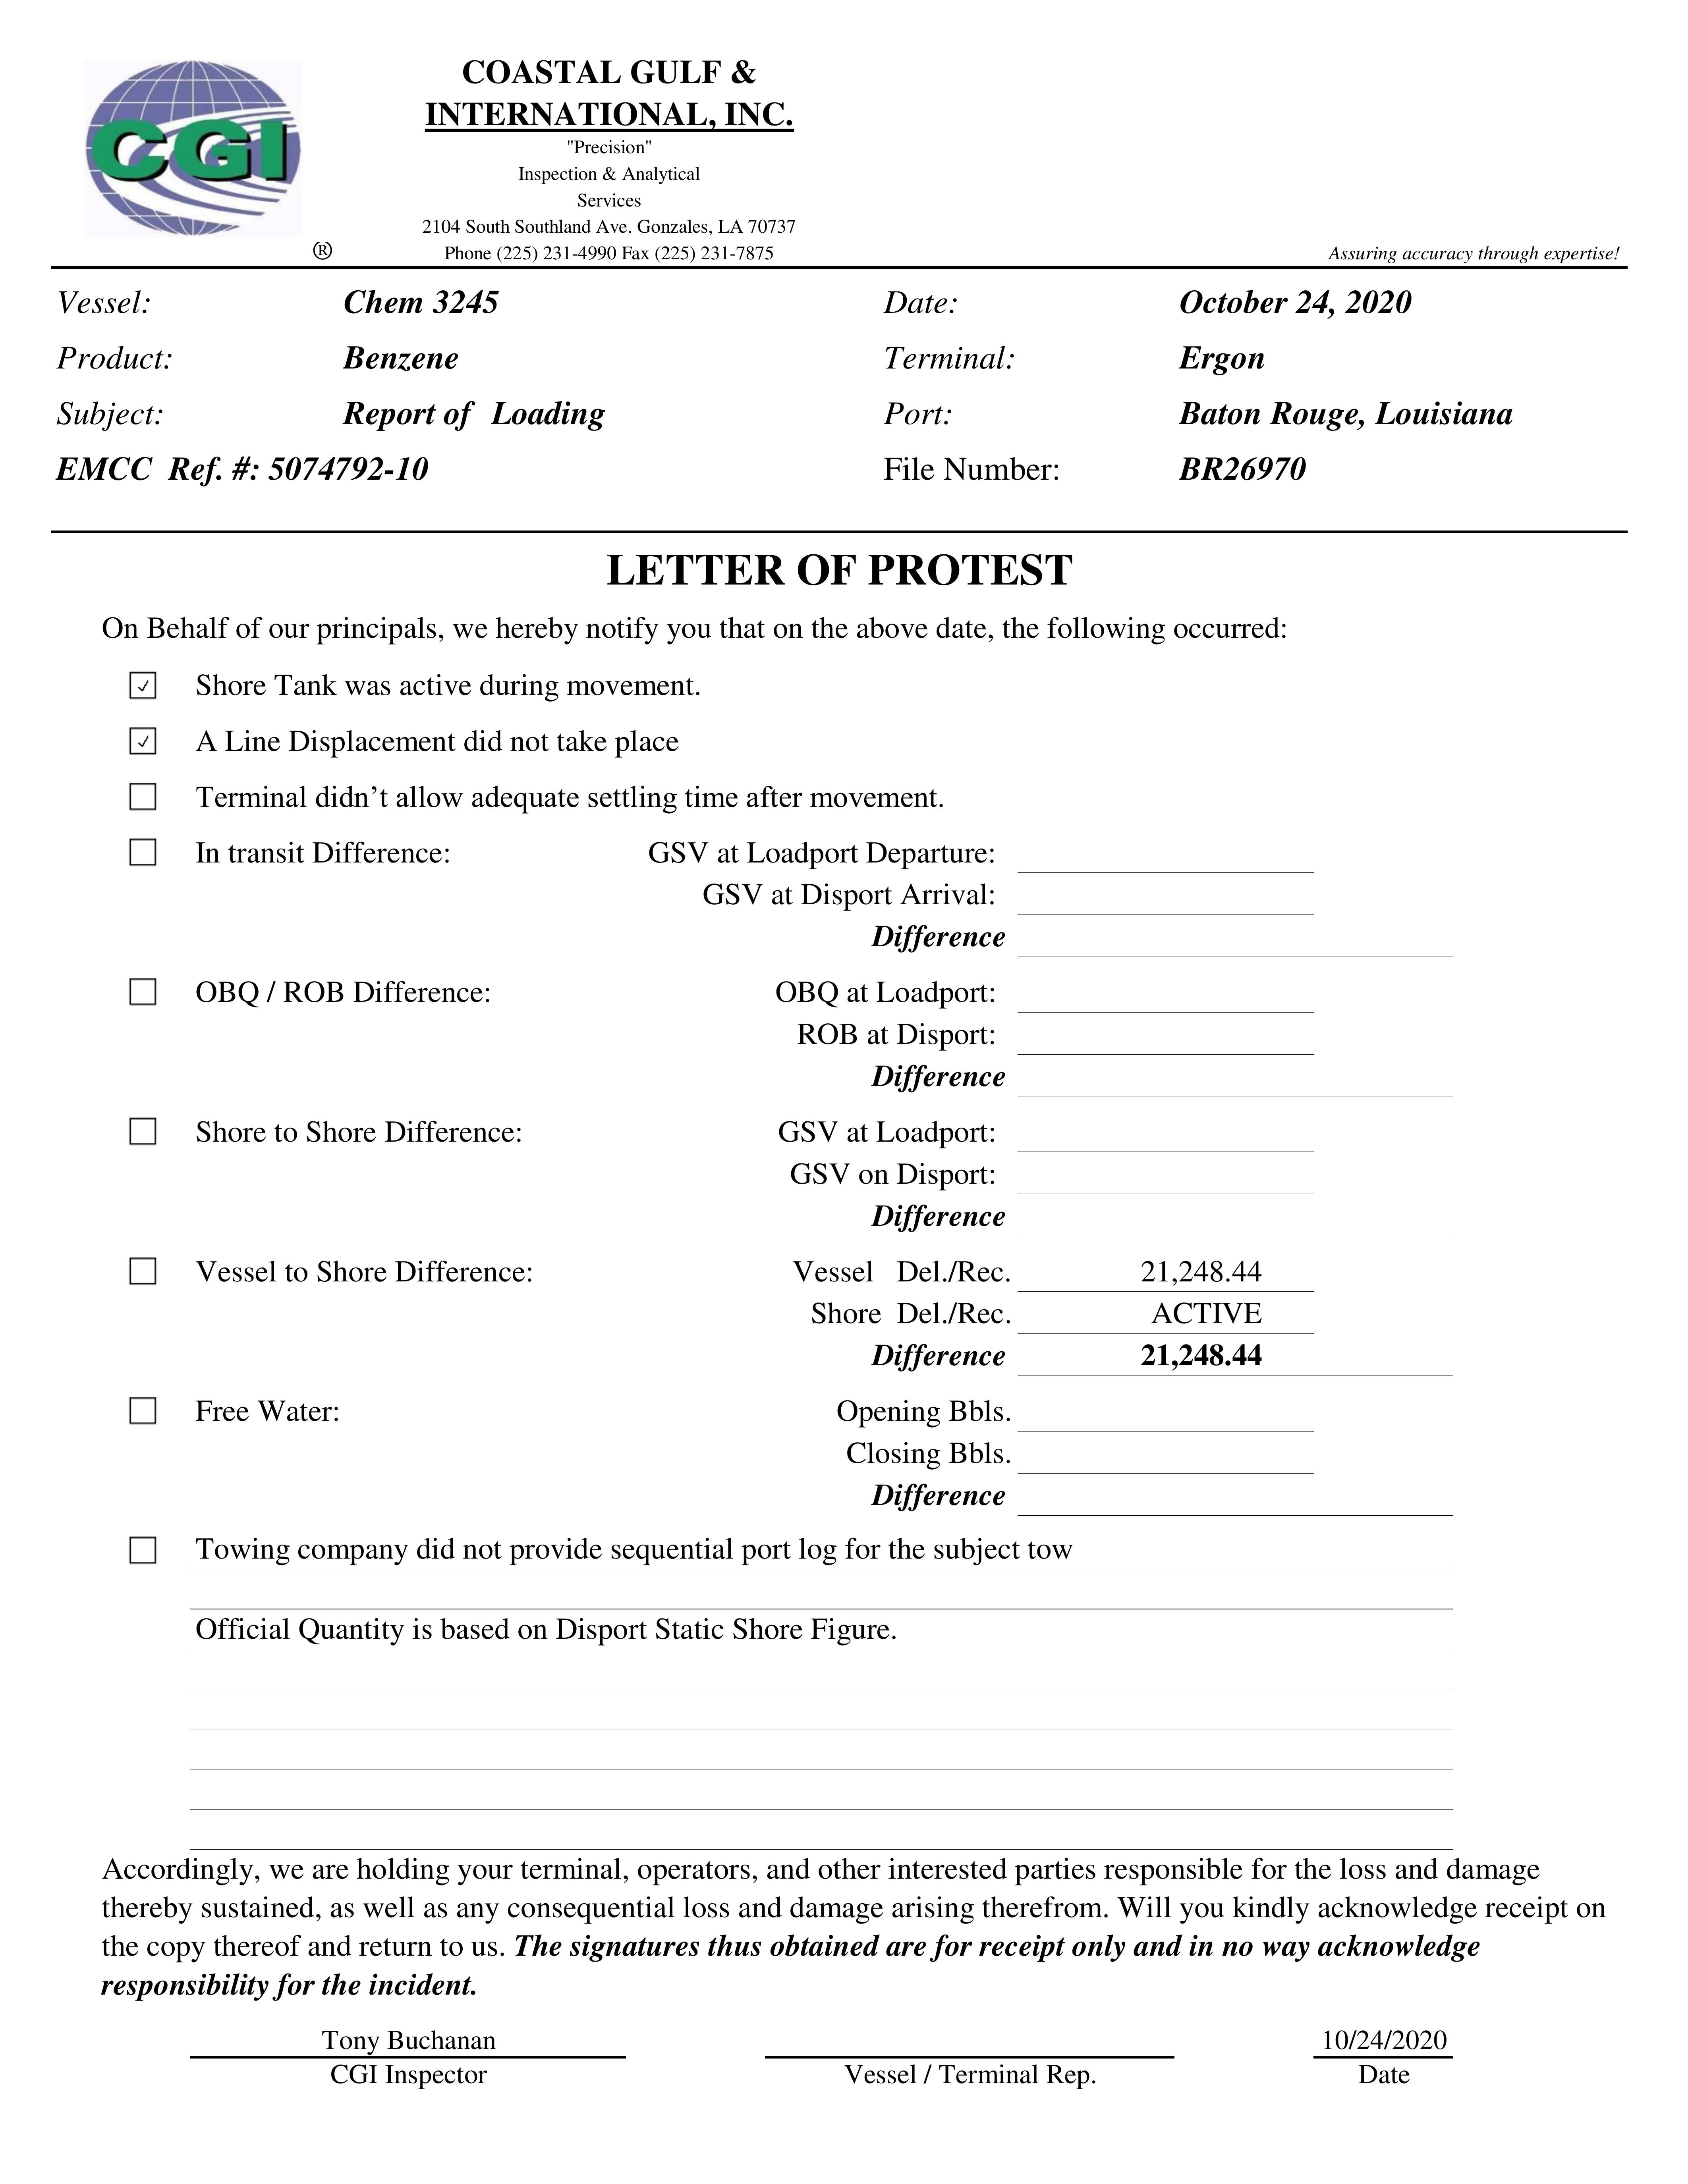 CGI
®
COASTAL GULF &
INTERNATIONAL, INC.
"Precision"
Inspection & Analytical
Services
2104 South Southland Ave. Gonzales, LA 70737
Phone (225) 231-4990 Fax (225) 231-7875
Assuring accuracy through expertise!
Vessel: Chem 3245 Date: October 24, 2020
Product: Benzene Terminal: Ergon
Subject: Report of Loading Port: Baton Rouge, Louisiana
EMCC Ref. #: 5074792-10 File Number: BR26970
LETTER OF PROTEST
On Behalf of our principals, we hereby notify you that on the above date, the following occurred:
Shore Tank was active during movement.
A Line Displacement did not take place
Terminal didn’t allow adequate settling time after movement.
In transit Difference: GSV at Loadport Departure:
GSV at Disport Arrival:
Difference
OBQ / ROB Difference: OBQ at Loadport:
ROB at Disport:
Difference
Shore to Shore Difference: GSV at Loadport:
GSV on Disport:
Difference
Vessel to Shore Difference: Vessel Del./Rec. 21,248.44
Shore Del./Rec. ACTIVE
Difference 21,248.44
Free Water: Opening Bbls.
Closing Bbls.
Difference
Towing company did not provide sequential port log for the subject tow
Official Quantity is based on Disport Static Shore Figure.
Accordingly, we are holding your terminal, operators, and other interested parties responsible for the loss and damage
thereby sustained, as well as any consequential loss and damage arising therefrom. Will you kindly acknowledge receipt on
the copy thereof and return to us. The signatures thus obtained are for receipt only and in no way acknowledge
responsibility for the incident.
Tony Buchanan 10/24/2020
CGI Inspector Vessel / Terminal Rep. Date